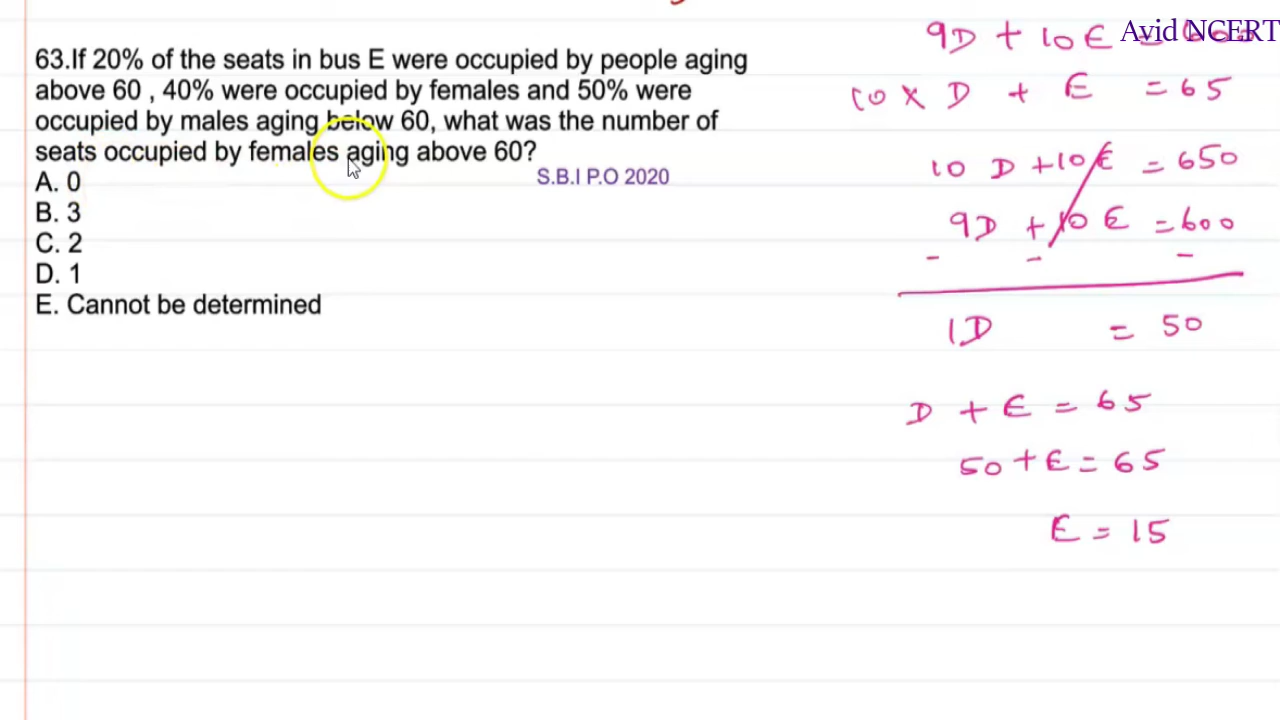 63.If 20% of the seats in bus E were occupied by people aging
above 60 , 40% were occupied by females and 50% were
occupied by males aging below 60, what was the number of
seats occupied by females aging above 60?
A. 0
S.B.I P.O 2020
B. 3
C. 2
D. 1
E. Cannot be determined
Avid NCERT
9D + 10E = 600
10 x D + E = 65
10 D + 10 E = 650
9D + 10 E = 600
- - -
1D = 50
D + E = 65
50 + E = 65
E = 15